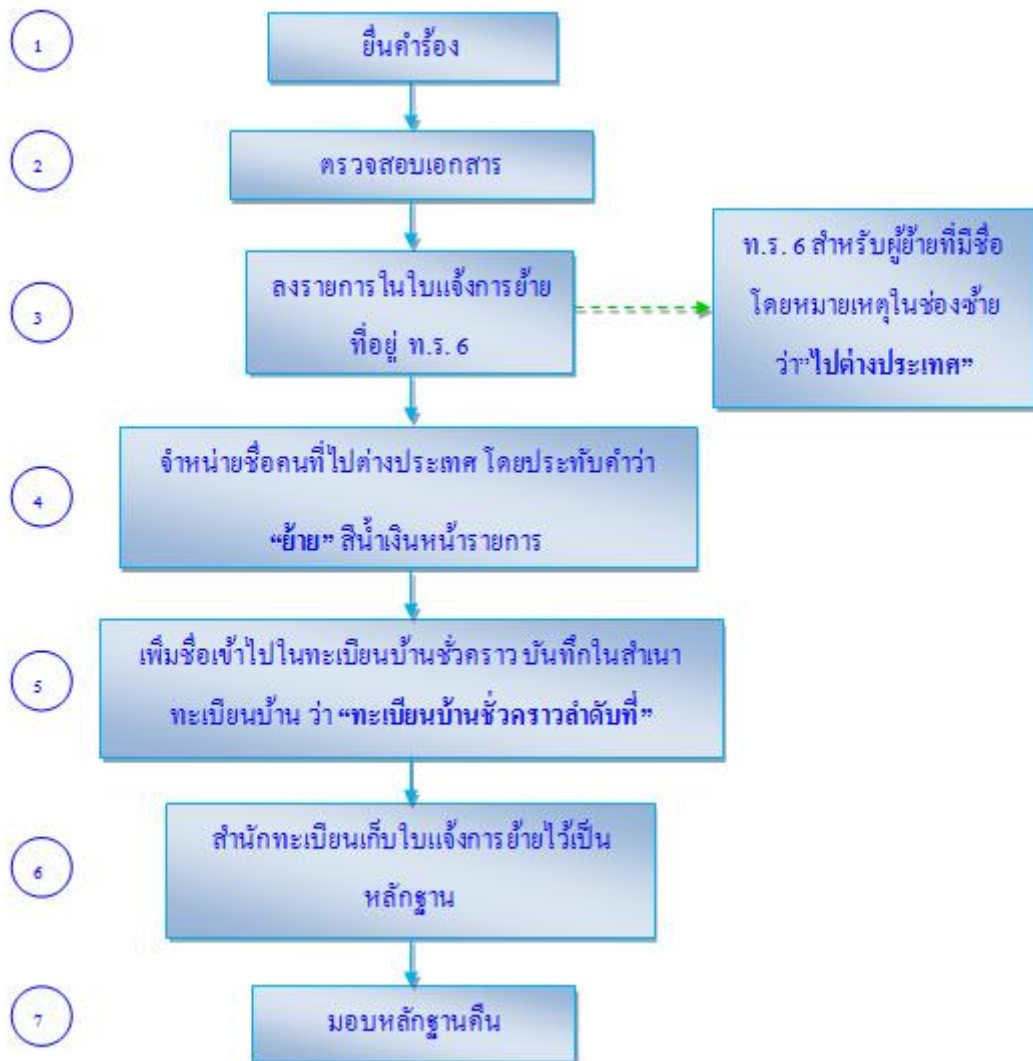 1
ยื่นคำร้อง
2
ตรวจสอบเอกสาร
3
ลงรายการในใบแจ้งการย้าย
ที่อยู่ ท.ร. 6
ท.ร. 6 สำหรับผู้ย้ายที่มีชื่อ
โดยหมายเหตุในช่องซ้าย
ว่า”ไปต่างประเทศ”
4
จำหน่ายชื่อคนที่ไปต่างประเทศ โดยประทับคำว่า
“ย้าย” สีน้ำเงินหน้ารายการ
5
เพิ่มชื่อเข้าไปในทะเบียนบ้านชั่วคราว บันทึกในสำเนา
ทะเบียนบ้าน ว่า “ทะเบียนบ้านชั่วคราวลำดับที่”
6
สำนักทะเบียนเก็บใบแจ้งการย้ายไว้เป็น
หลักฐาน
7
มอบหลักฐานคืน